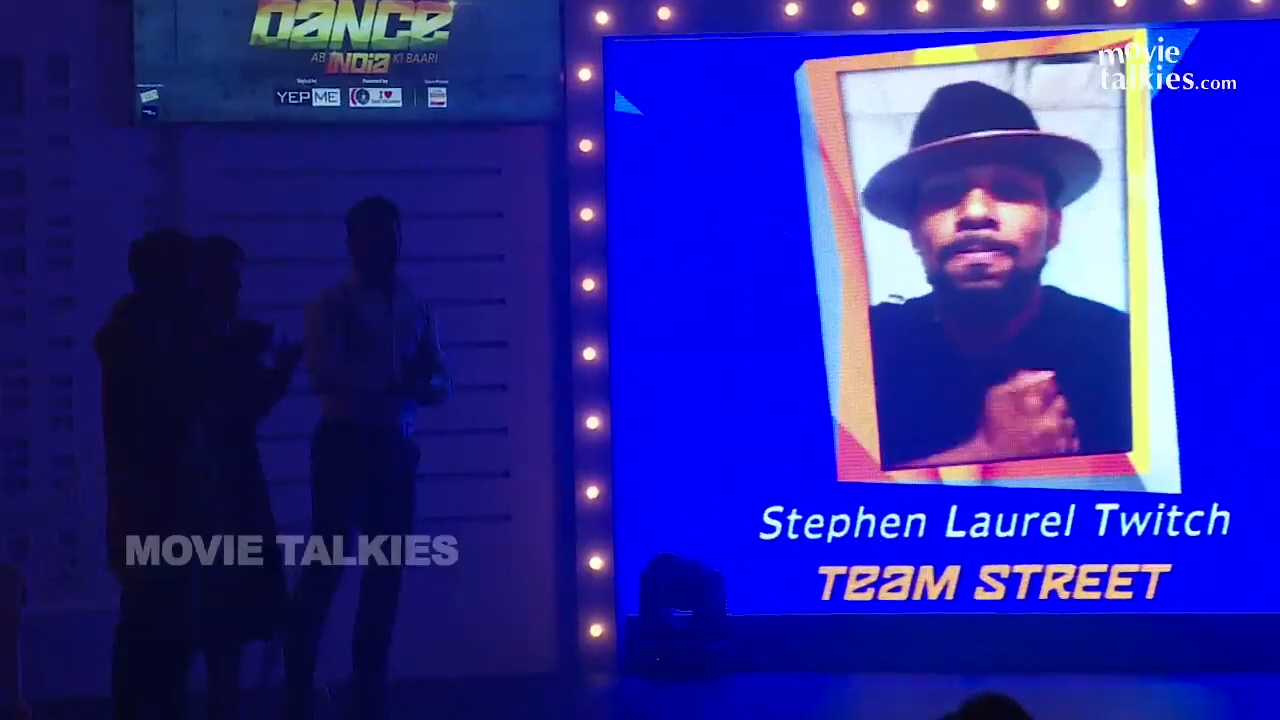 DANCE
AB INDIA KI BAARI
YEPME
I
movie
talkies.com
Stephen Laurel Twitch
TEAM STREET
MOVIE TALKIES